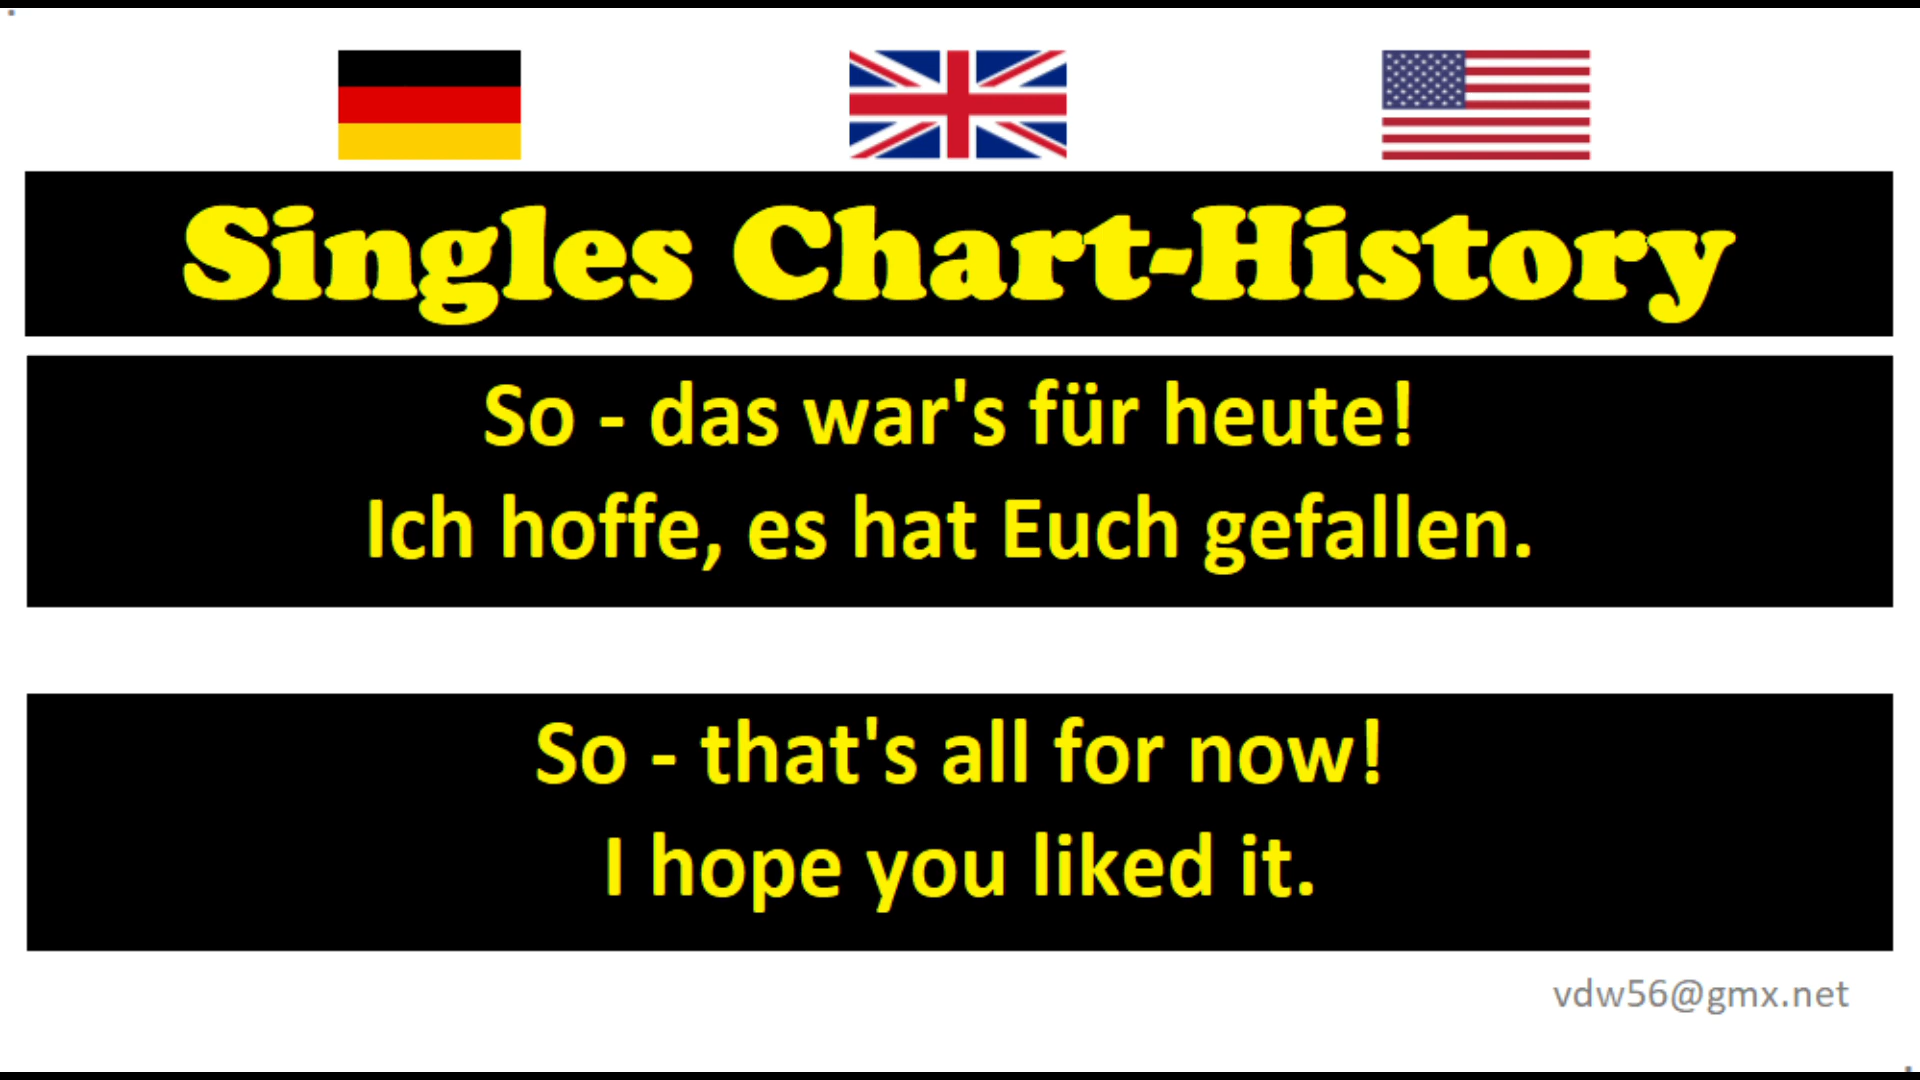 Singles Chart-History
So - das war's für heute!
Ich hoffe, es hat Euch gefallen.
So - that's all for now!
I hope you liked it.
vdw56@gmx.net